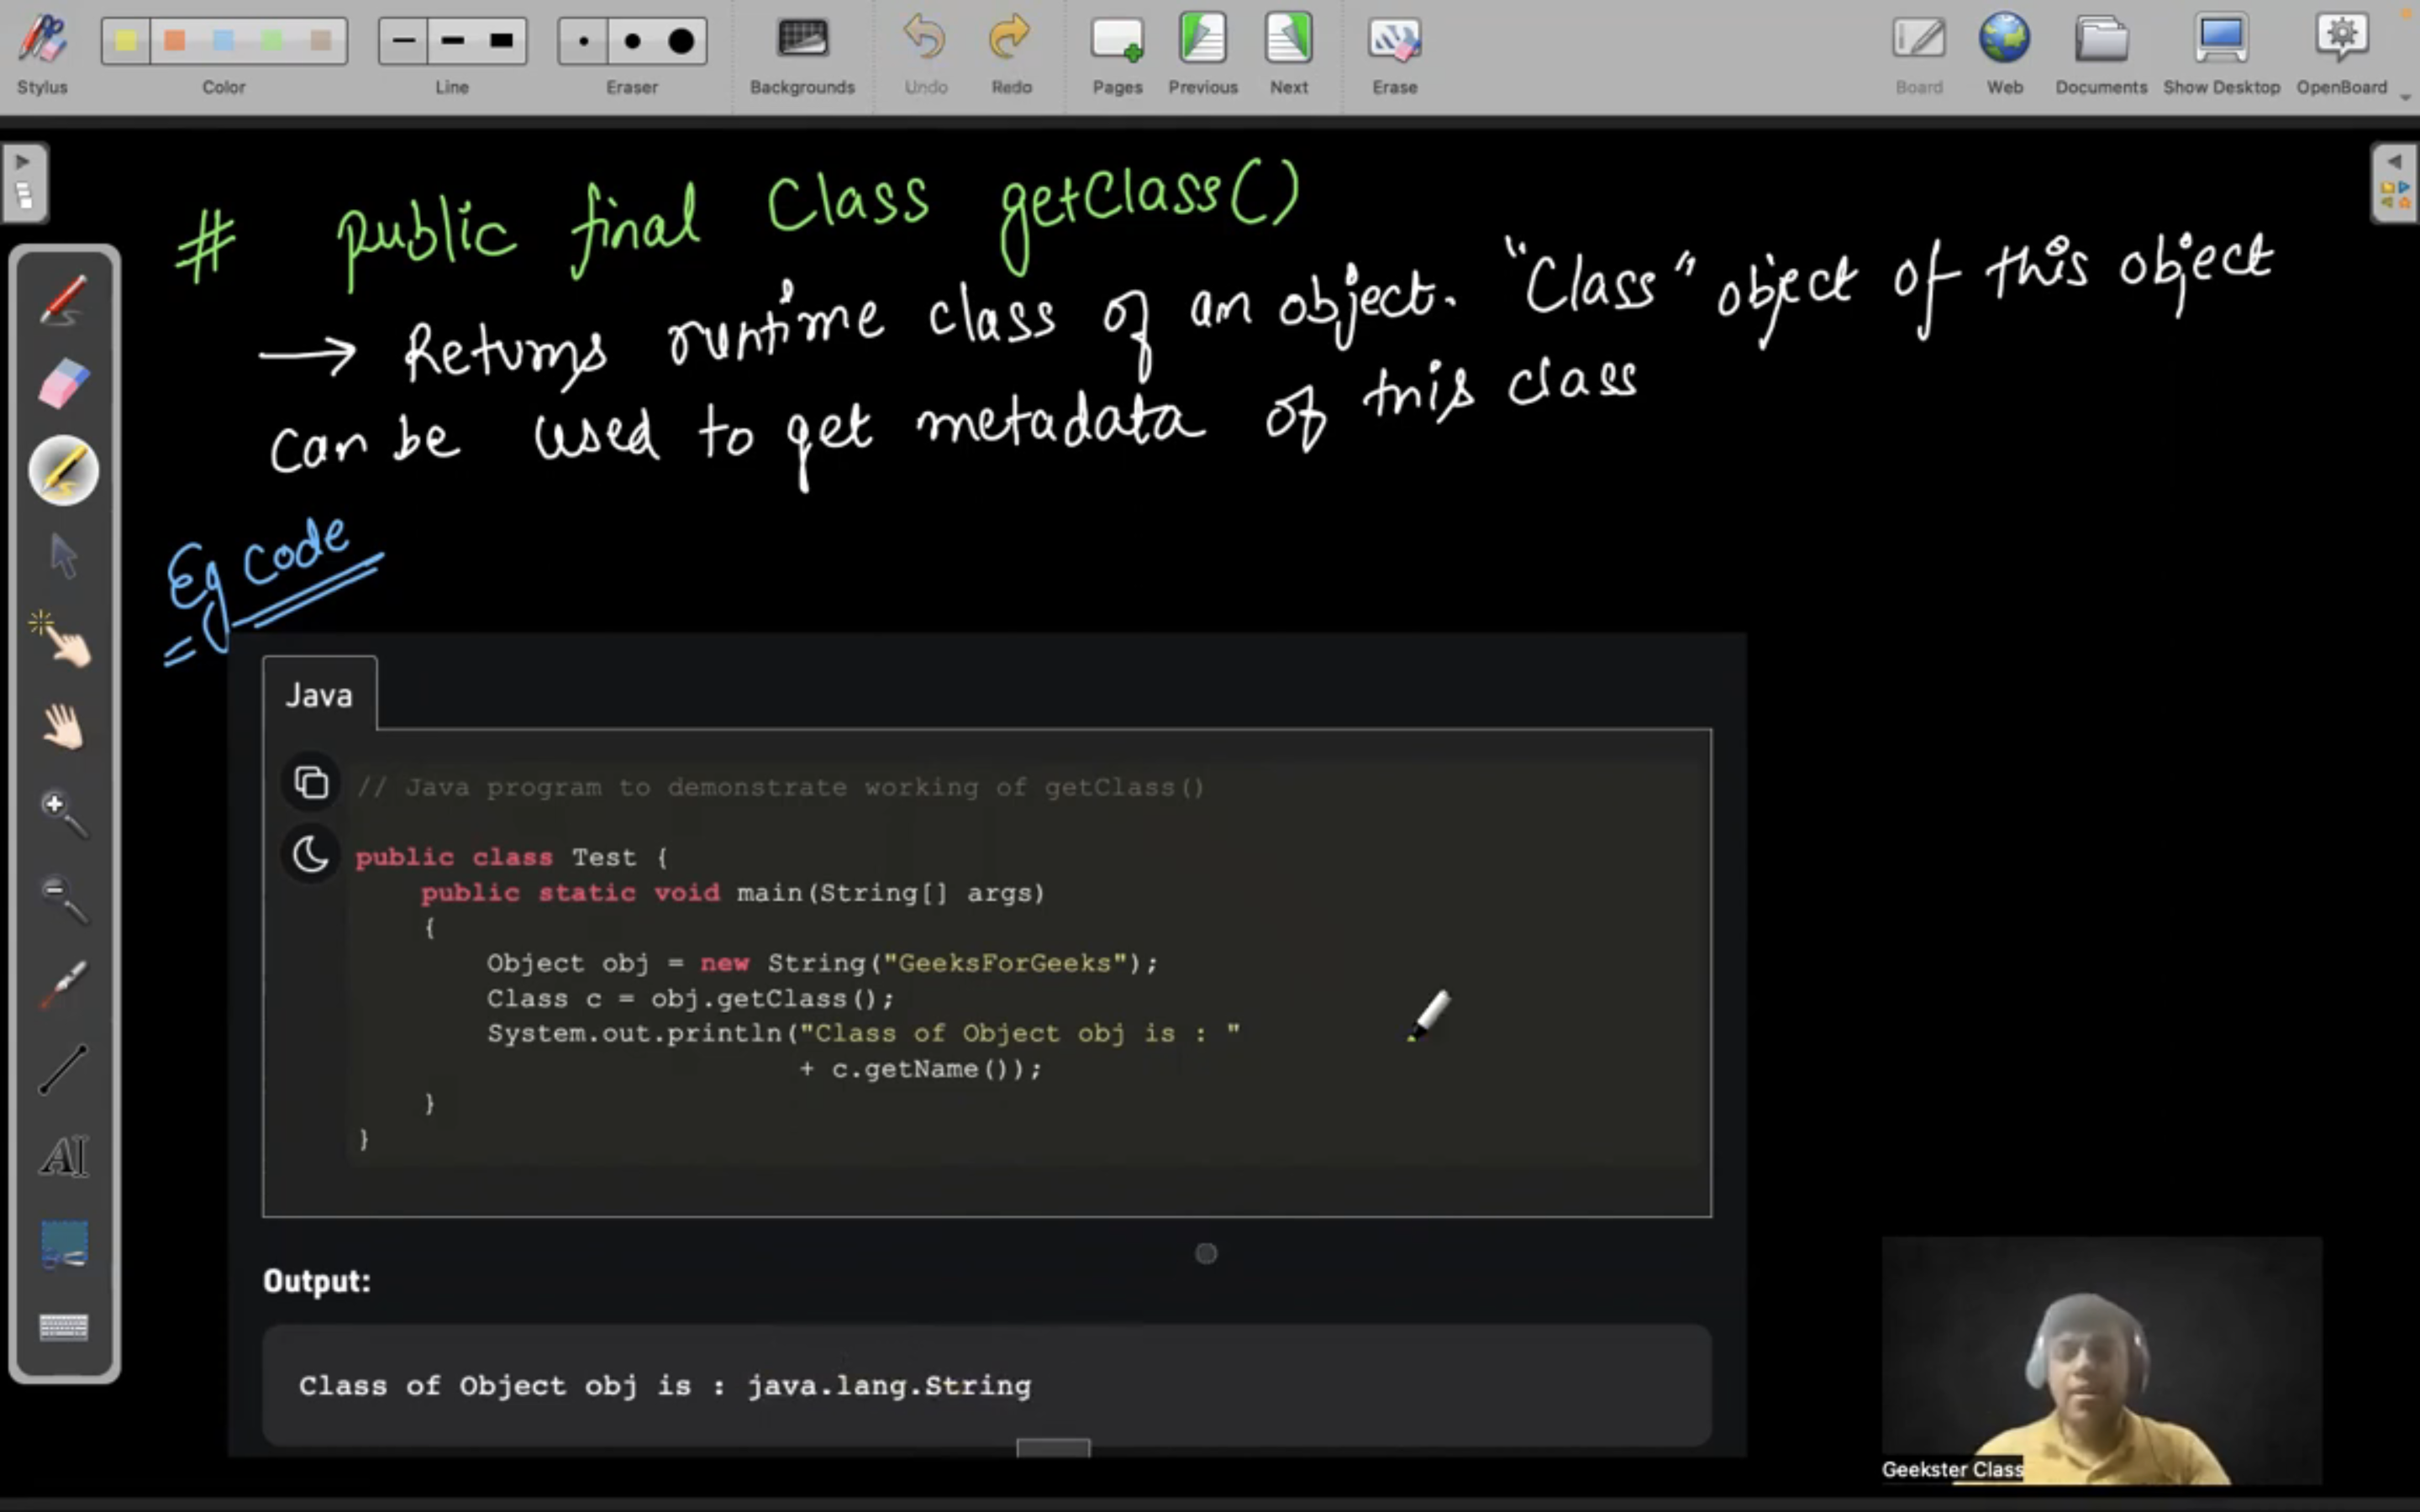 Stylus
Color
Line
Eraser
Backgrounds
Undo
Redo
Pages
Previous
Next
Erase
Board
Web
Documents
Show Desktop
OpenBoard
# Public final Class getClass()
→ Returns runtime class of an object. "Class" object of this object
can be used to get metadata of this class
Eg code
Java
// Java program to demonstrate working of getClass()
public class Test {
public static void main(String[] args)
{
Object obj = new String("GeeksForGeeks");
Class c = obj.getClass();
System.out.println("Class of Object obj is : "
+ c.getName());
}
}
Output:
Class of Object obj is : java.lang.String
AI
Geekster Class